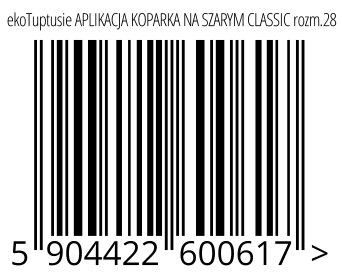 ekoTuptusie APLIKACJA KOPARKA NA SZARYM CLASSIC rozm.28
5 904422 600617 >